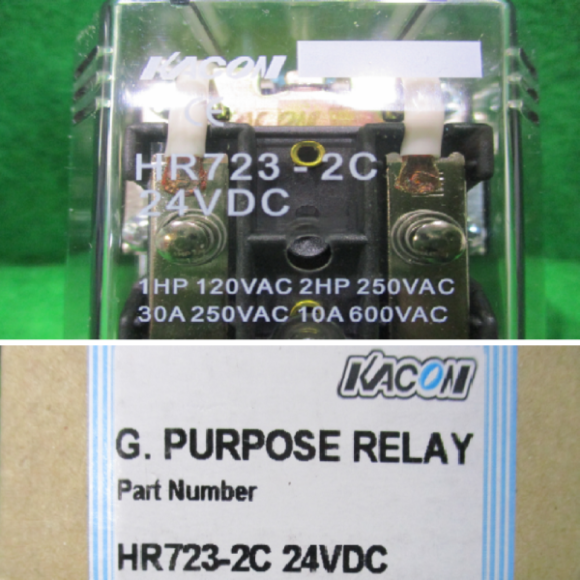 KACON
CE
HR723 - 2C
24VDC
1HP 120VAC 2HP 250VAC
30A 250VAC 10A 600VAC
KACON
G. PURPOSE RELAY
Part Number
HR723-2C 24VDC